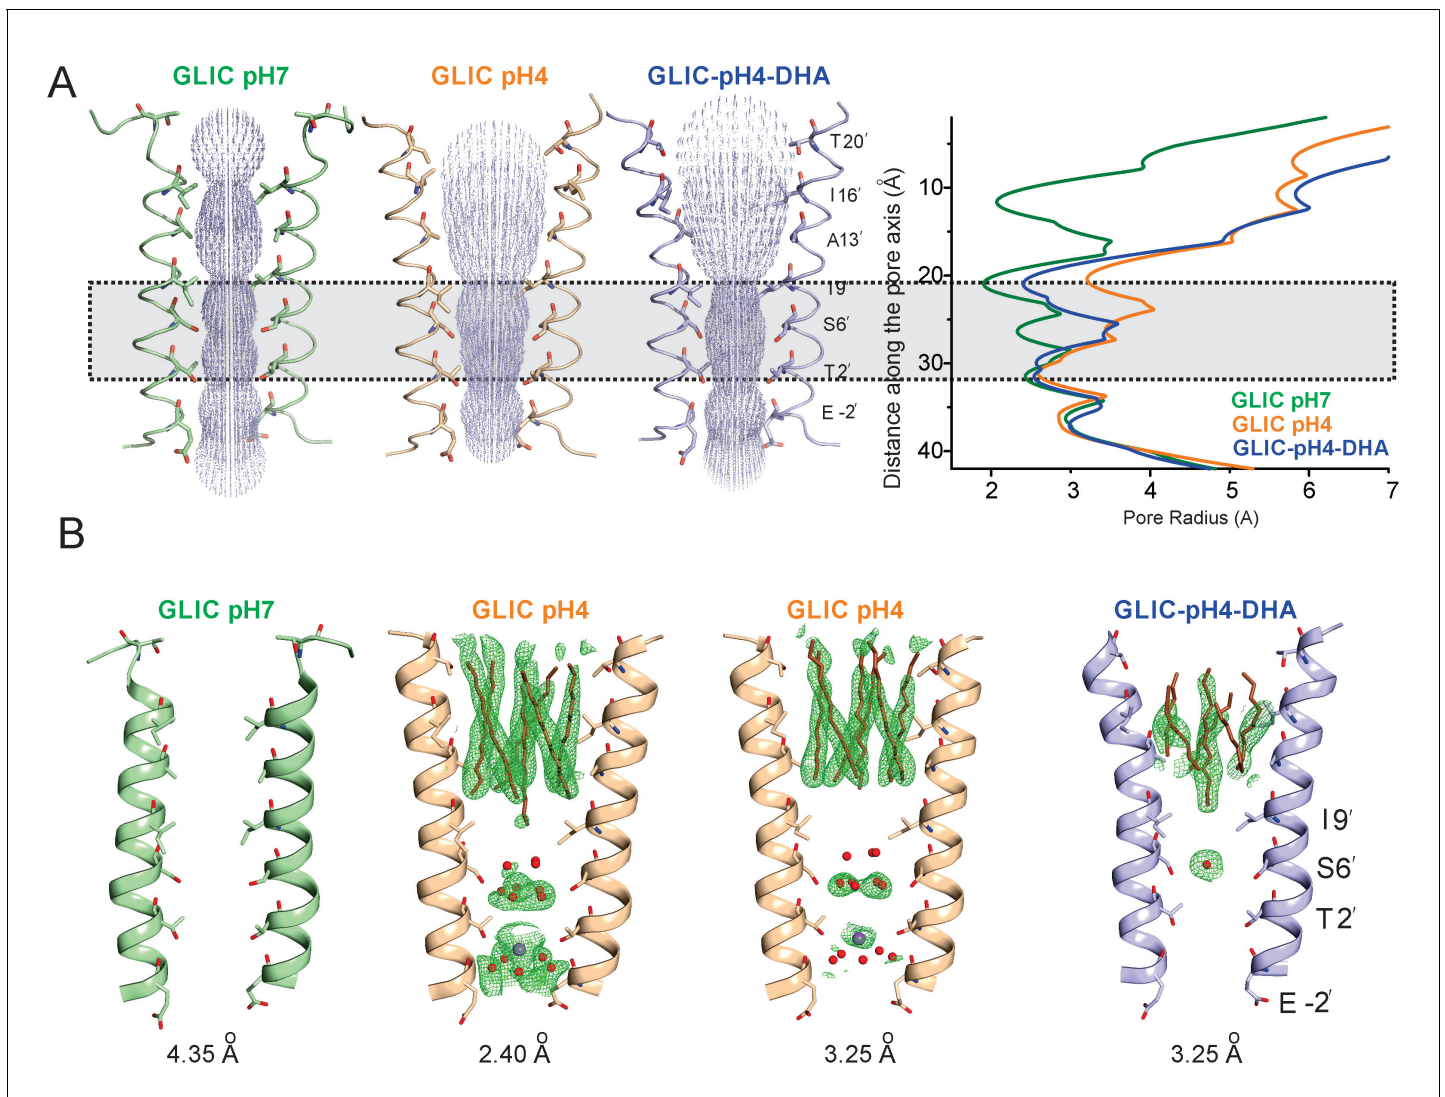 A
GLIC pH7
GLIC pH4
GLIC-pH4-DHA
T20′
I16′
A13′
I9
S6′
T2′
E -2′
Distance along the pore axis (Å)
10
20
30
40
2 3 4 5 6 7
Pore Radius (A)
GLIC pH7
GLIC pH4
GLIC-pH4-DHA
B
GLIC pH7
GLIC pH4
GLIC pH4
GLIC-pH4-DHA
I9′
S6′
T2′
E -2′
4.35 Å
2.40 Å
3.25 Å
3.25 Å